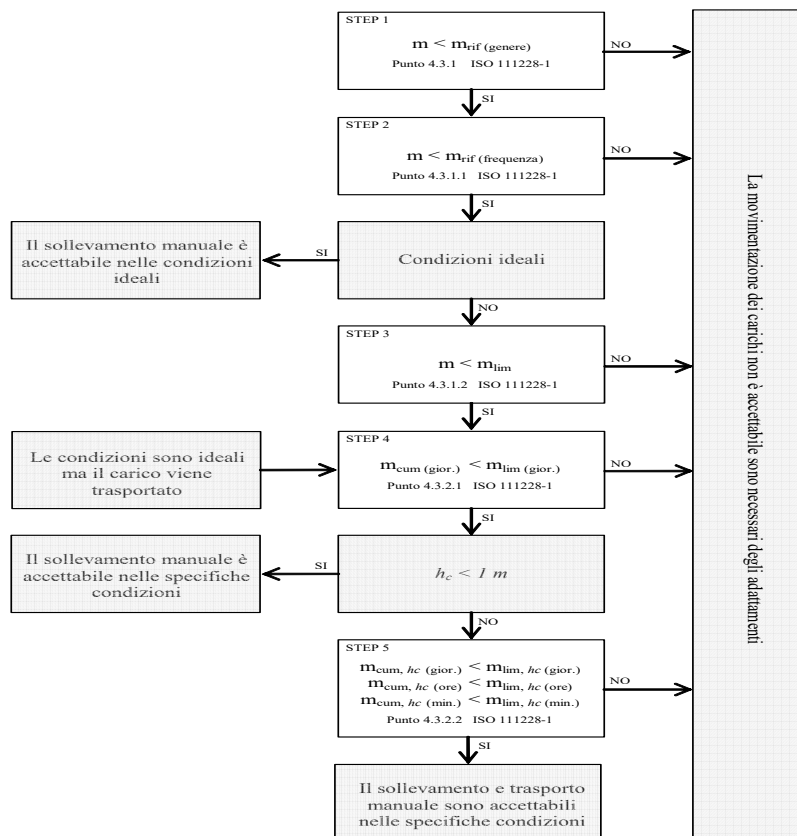 STEP 1
m < mrif (genere)
Punto 4.3.1 ISO 111228-1
NO
SI
STEP 2
m < mrif (frequenza)
Punto 4.3.1.1 ISO 111228-1
NO
SI
Il sollevamento manuale è
accettabile nelle condizioni
ideali
SI
Condizioni ideali
NO
STEP 3
m < mlim
Punto 4.3.1.2 ISO 111228-1
NO
SI
Le condizioni sono ideali
ma il carico viene
trasportato
STEP 4
mcum (gior.) < mlim (gior.)
Punto 4.3.2.1 ISO 111228-1
NO
SI
Il sollevamento manuale è
accettabile nelle specifiche
condizioni
SI
hc < 1 m
NO
STEP 5
mcum, hc (gior.) < mlim, hc (gior.)
mcum, hc (ore) < mlim, hc (ore)
mcum, hc (min.) < mlim, hc (min.)
Punto 4.3.2.2 ISO 111228-1
NO
SI
Il sollevamento e trasporto
manuale sono accettabili
nelle specifiche condizioni
La movimentazione dei carichi non è accettabile sono necessari degli adattamenti